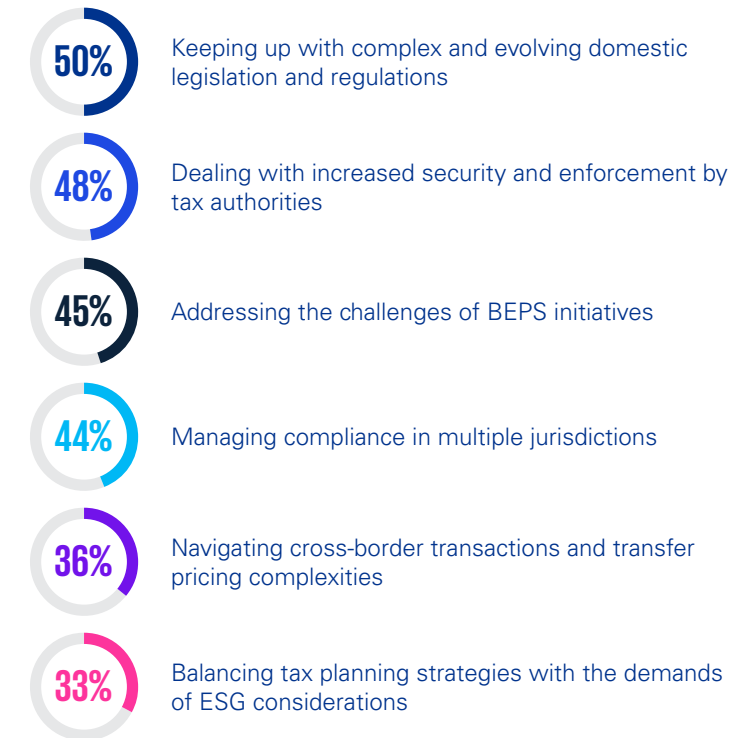 50%
Keeping up with complex and evolving domestic
legislation and regulations
48%
Dealing with increased security and enforcement by
tax authorities
45%
Addressing the challenges of BEPS initiatives
44%
Managing compliance in multiple jurisdictions
36%
Navigating cross-border transactions and transfer
pricing complexities
33%
Balancing tax planning strategies with the demands
of ESG considerations